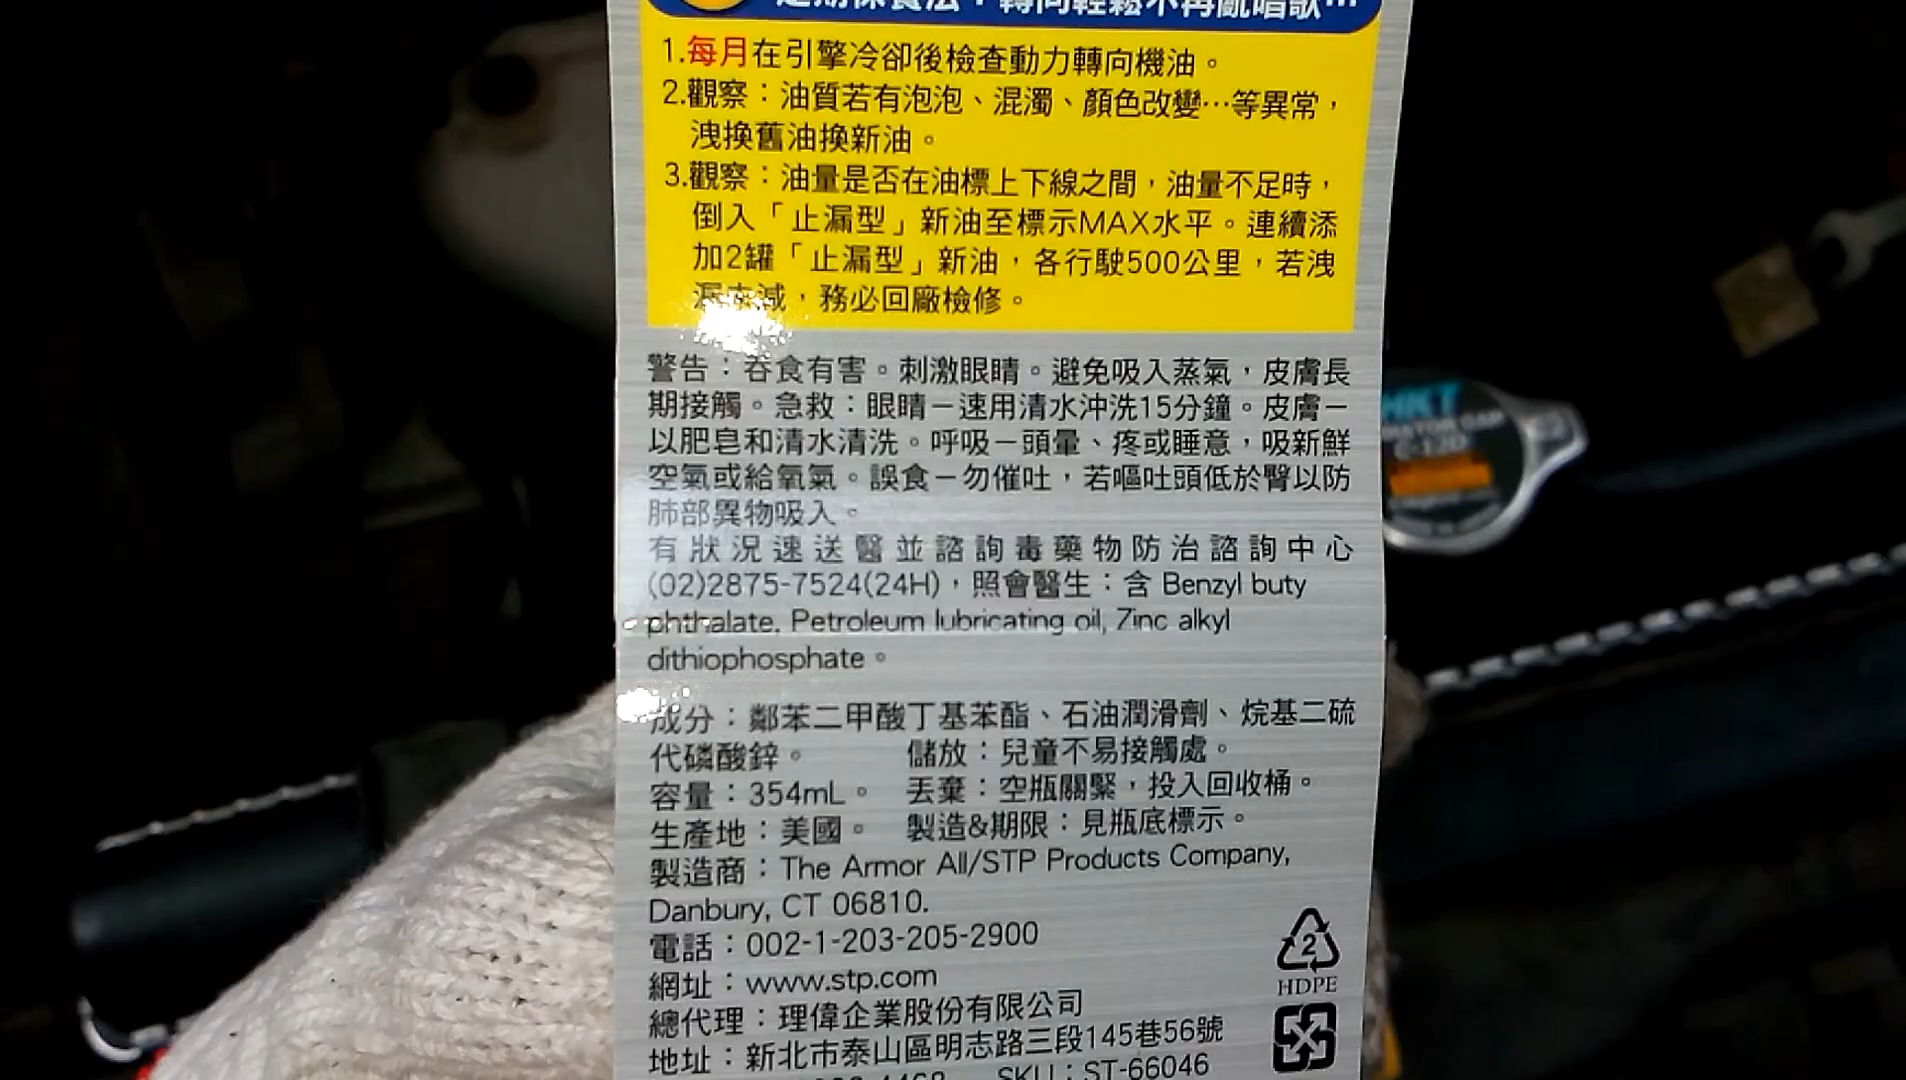 轉向輕鬆不再亂唱歌…
1.每月在引擎冷卻後檢查動力轉向機油。
2.觀察：油質若有泡泡、混濁、顏色改變…等異常，
洩換舊油換新油。
3.觀察：油量是否在油標上下線之間，油量不足時，
倒入「止漏型」新油至標示MAX水平。連續添
加2罐「止漏型」新油，各行駛500公里，若洩
減，務必回廠檢修。
警告：吞食有害。刺激眼睛。避免吸入蒸氣，皮膚長
期接觸。急救：眼睛－速用清水沖洗15分鐘。皮膚－
以肥皂和清水清洗。呼吸－頭暈、疼或睡意，吸新鮮
空氣或給氧氣。誤食－勿催吐，若嘔吐頭低於臀以防
肺部異物吸入。
有狀況速送醫並諮詢毒藥物防治諮詢中心
(02)2875-7524(24H)，照會醫生：含 Benzyl buty
phthalate, Petroleum lubricating oil, Zinc alkyl
dithiophosphate。
成分：鄰苯二甲酸丁基苯酯、石油潤滑劑、烷基二硫
代磷酸鋅。 儲放：兒童不易接觸處。
容量：354mL。 丟棄：空瓶關緊，投入回收桶。
生產地：美國。 製造&期限：見瓶底標示。
製造商：The Armor All/STP Products Company,
Danbury, CT 06810.
電話：002-1-203-205-2900
網址：www.stp.com
總代理：理偉企業股份有限公司
地址：新北市泰山區明志路三段145巷56號
SKU：ST-66046
2
HDPE